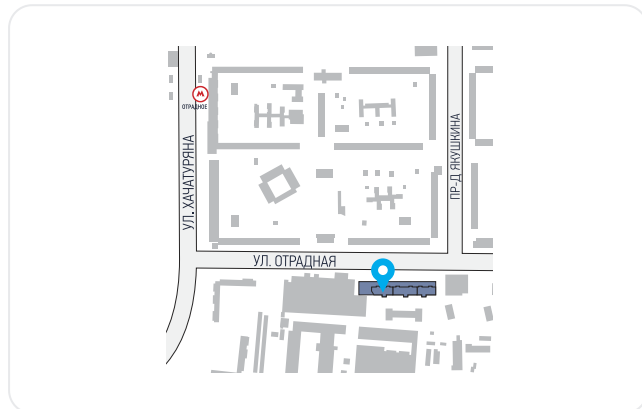 М
ОТРАДНОЕ
УЛ. ХАЧАТУРЯНА
ПР-Д ЯКУШКИНА
УЛ. ОТРАДНАЯ